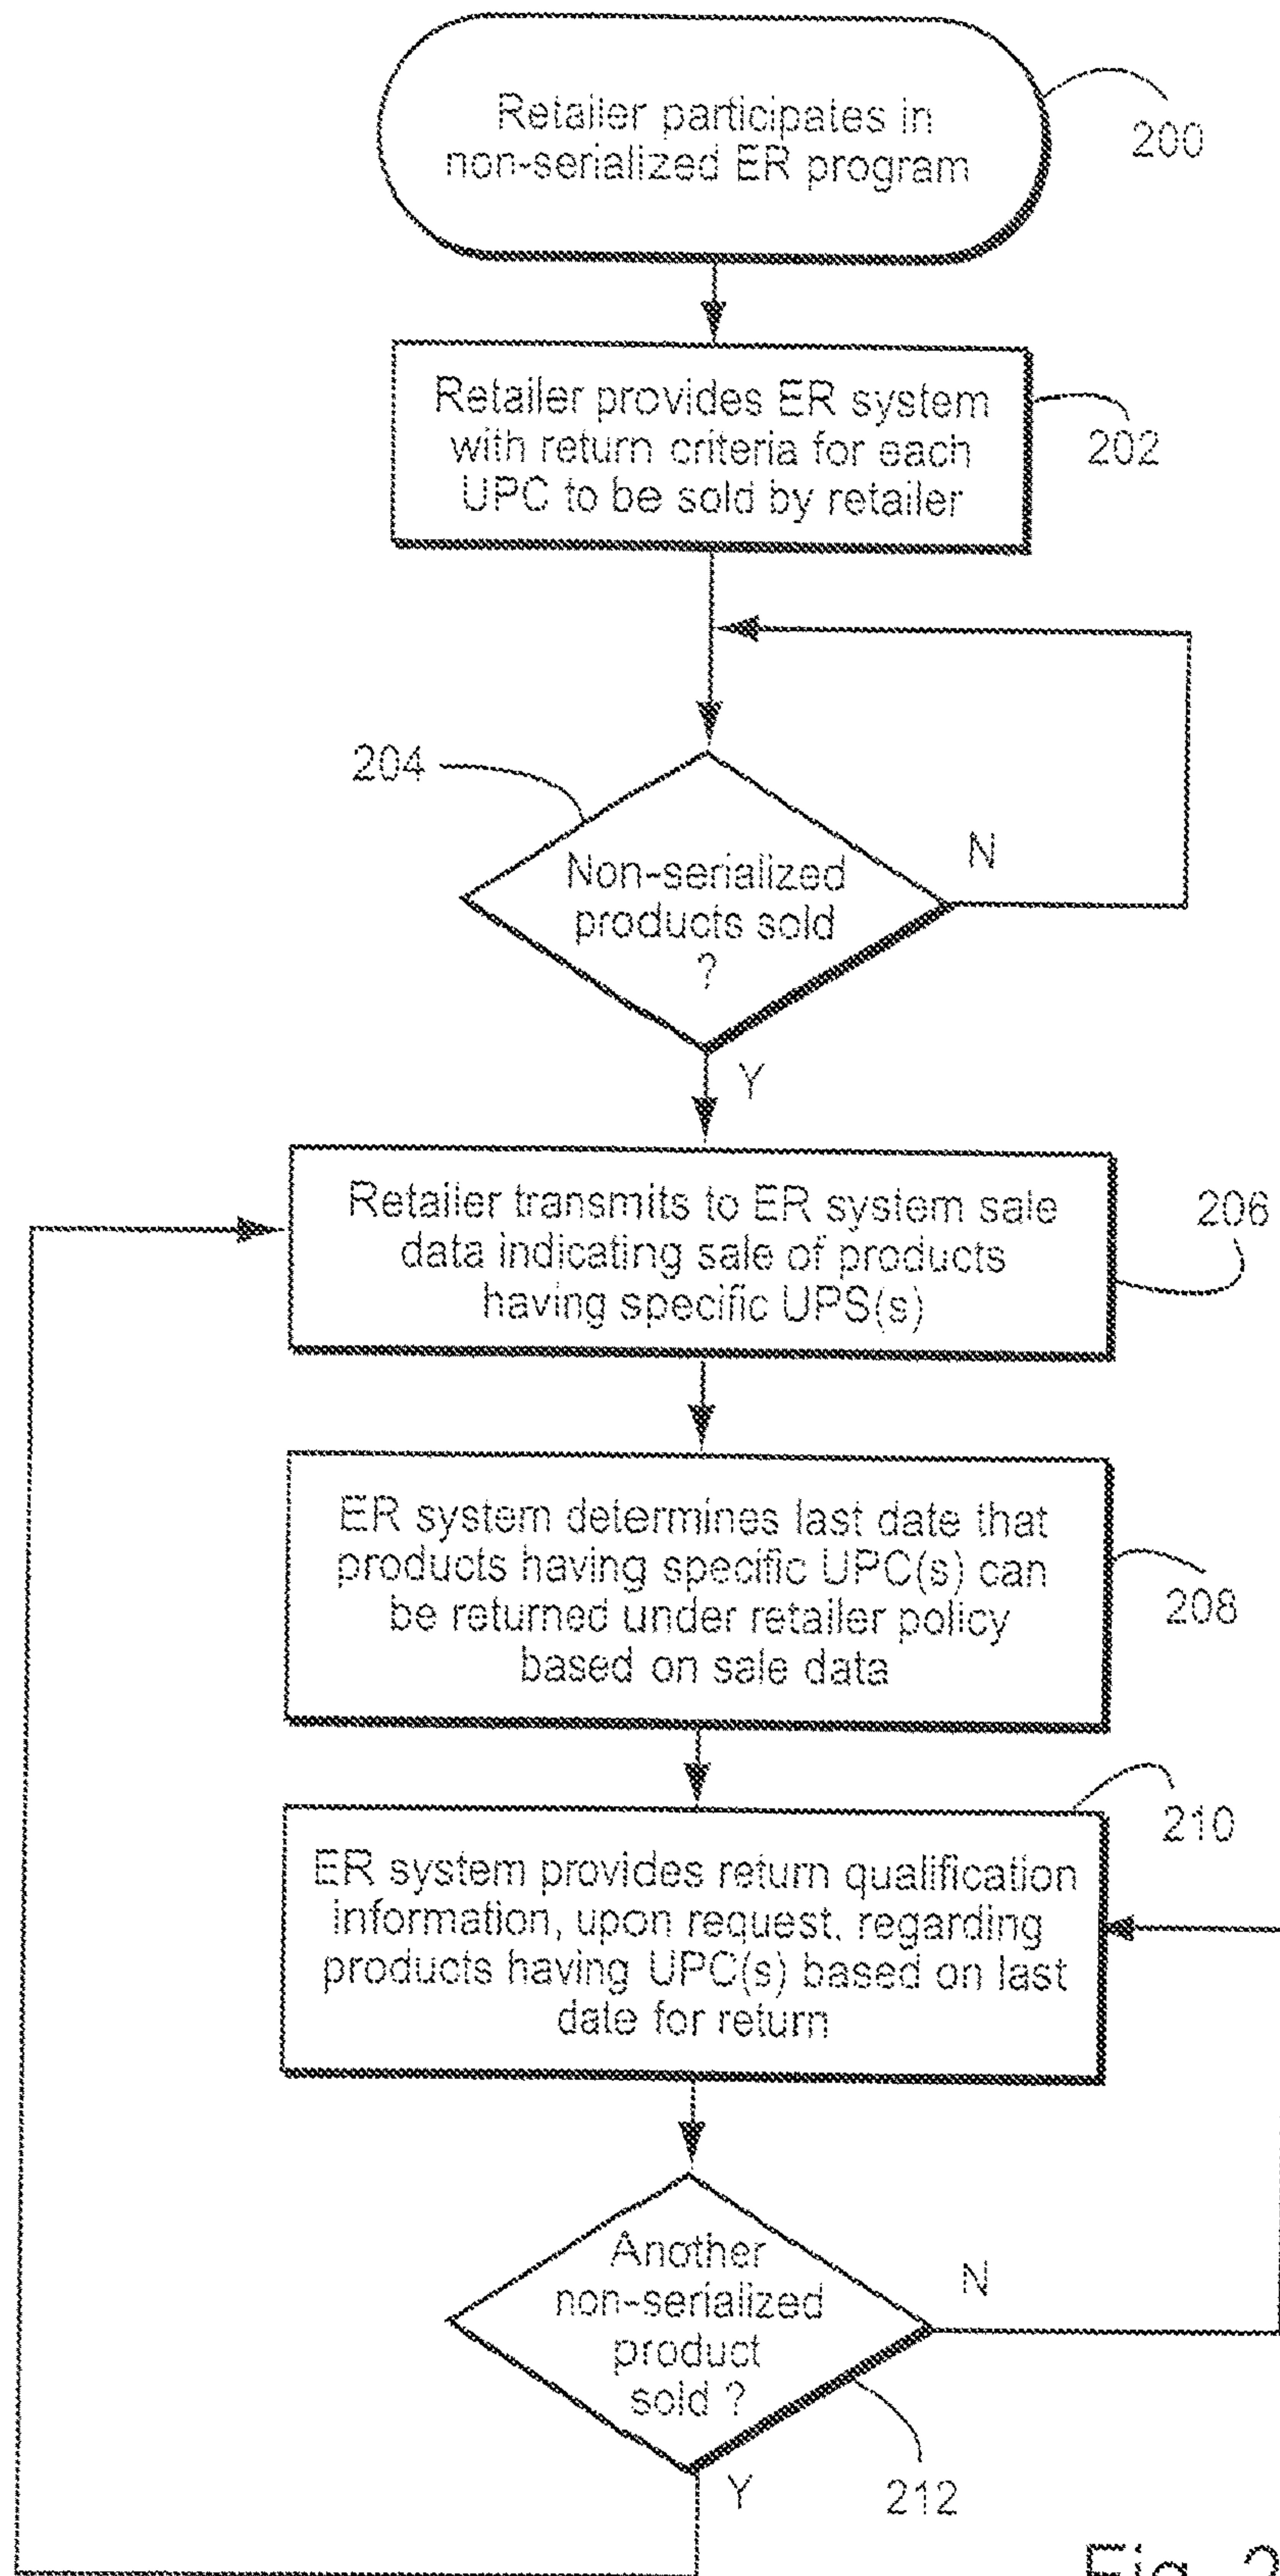 Retailer participates in
non-serialized ER program
200
Retailer provides ER system
with return criteria for each
UPC to be sold by retailer
202
204
Non-serialized
products sold
?
N
Y
Retailer transmits to ER system sale
data indicating sale of products
having specific UPS(s)
206
ER system determines last date that
products having specific UPC(s) can
be returned under retailer policy
based on sale data
208
210
ER system provides return qualification
information, upon request, regarding
products having UPC(s) based on last
date for return
Another
non-serialized
product
sold ?
N
Y
212
Fig. 2